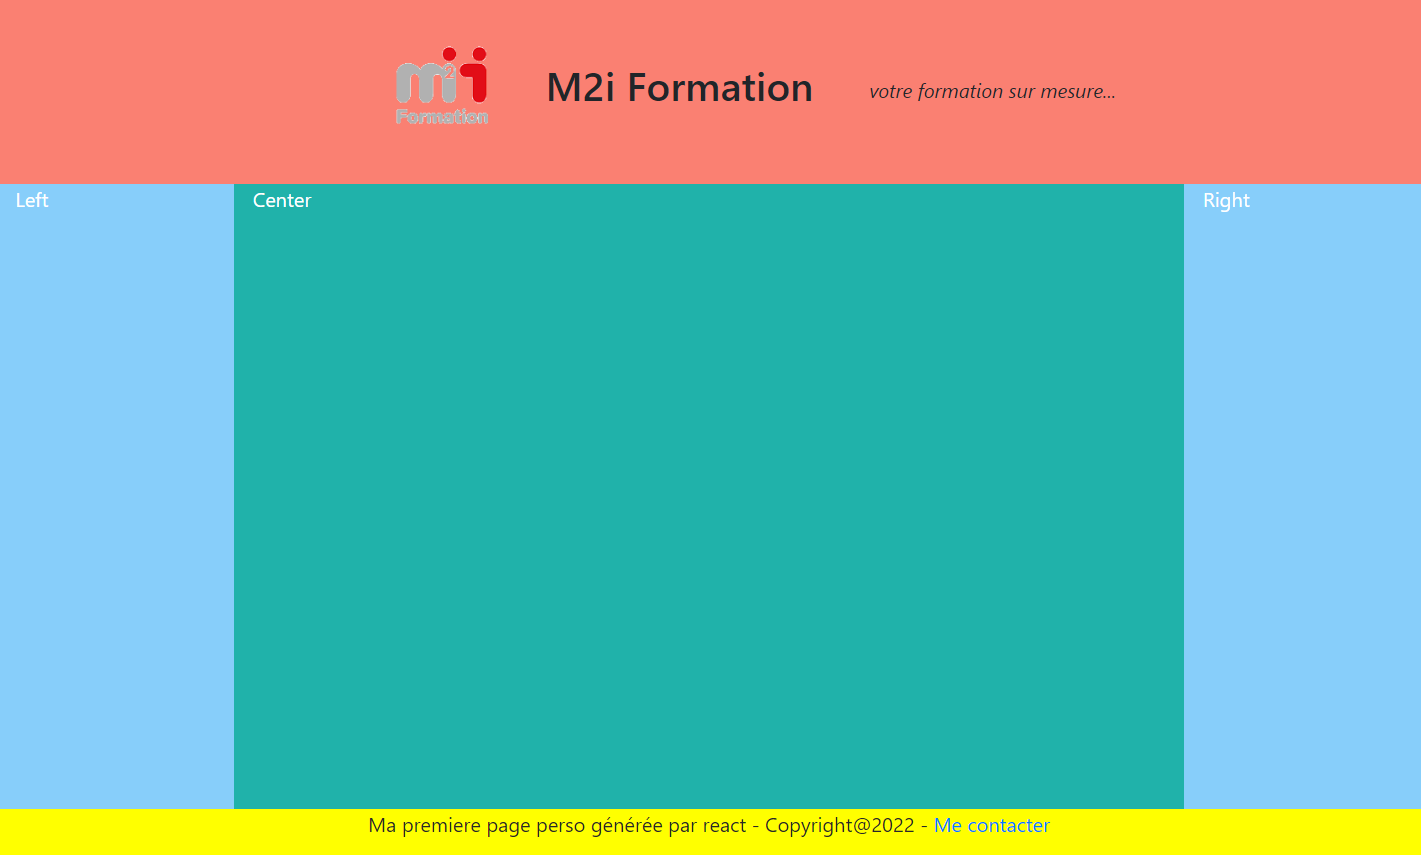 m2i
Formation
M2i Formation
votre formation sur mesure...
Left
Center
Right
Ma premiere page perso générée par react - Copyright@2022 - Me contacter